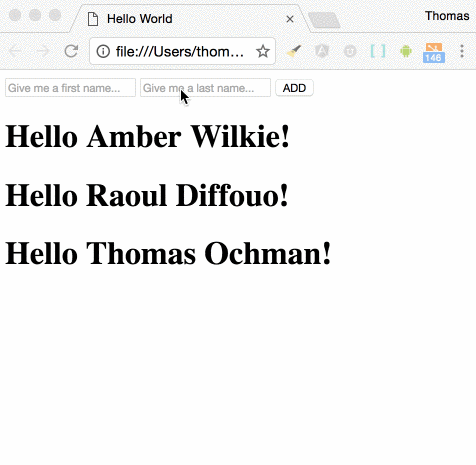 Hello World
Thomas
file:///Users/thom...
146
Give me a first name...
Give me a last name...
ADD
Hello Amber Wilkie!
Hello Raoul Diffouo!
Hello Thomas Ochman!